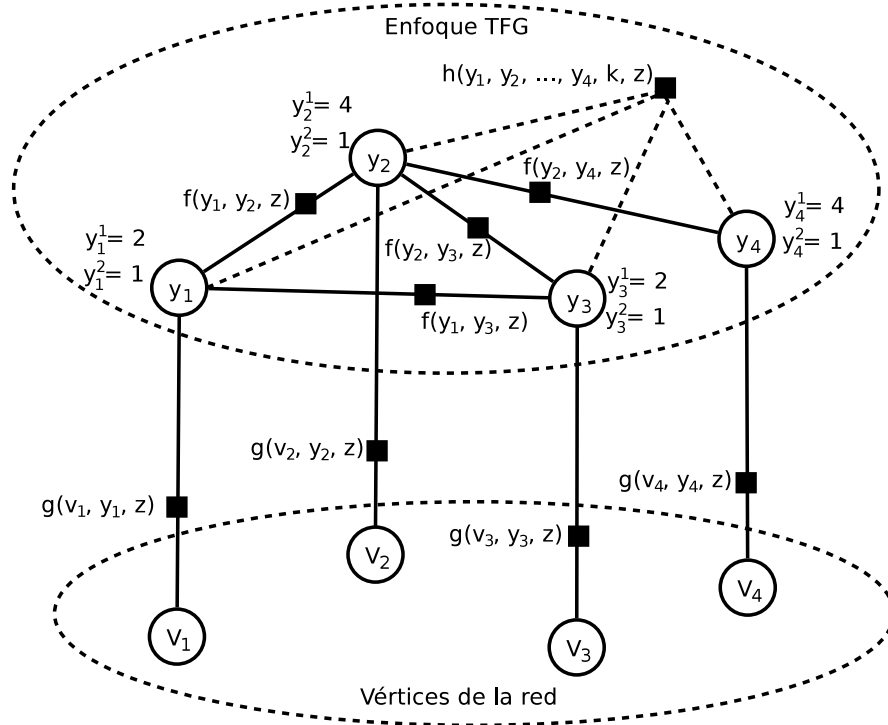 Enfoque TFG
h(y₁, y₂, ..., y₄, k, z)
y₂¹= 4
y₂²= 1
y₂
f(y₂, y₄, z)
f(y₁, y₂, z)
y₄¹= 4
y₄²= 1
y₄
y₁¹= 2
y₁²= 1
y₁
f(y₂, y₃, z)
y₃¹= 2
y₃²= 1
y₃
f(y₁, y₃, z)
g(v₂, y₂, z)
g(v₄, y₄, z)
g(v₁, y₁, z)
g(v₃, y₃, z)
V₂
V₄
V₁
V₃
Vértices de la red